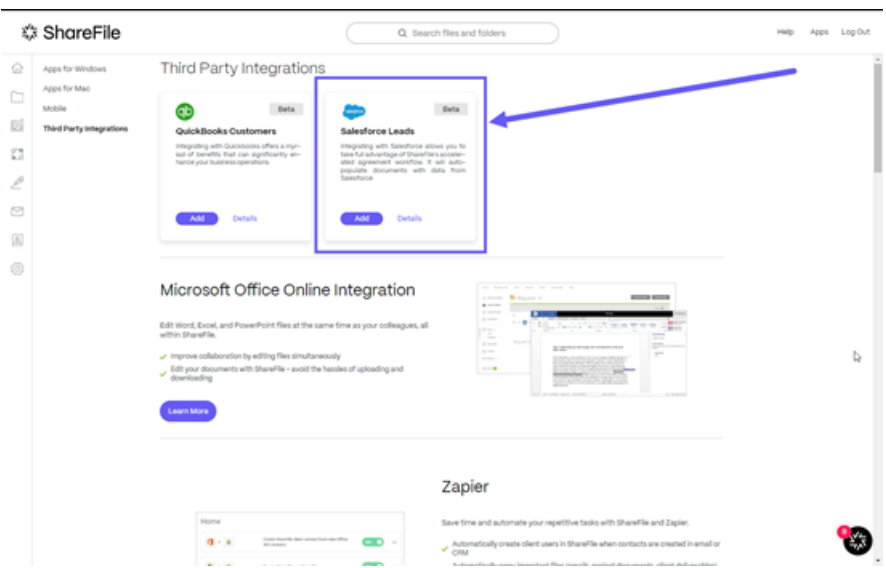 ShareFile
Search files and folders
Help
Apps
Log Out
Apps for Windows
Apps for Mac
Mobile
Third Party Integrations
Third Party Integrations
qb
Beta
QuickBooks Customers
Integrating with Quickbooks offers a myr-
iad of benefits that can significantly en-
hance your business operations.
Add
Details
Beta
Salesforce Leads
Integrating with Salesforce allows you to
take full advantage of ShareFile's acceler-
ated agreement workflow. It will auto-
populate documents with data from
Salesforce
Add
Details
Microsoft Office Online Integration
Edit Word, Excel, and PowerPoint files at the same time as your colleagues, all
within ShareFile.
Improve collaboration by editing files simultaneously
Edit your documents with ShareFile – avoid the hassles of uploading and
downloading
Learn More
Zapier
Save time and automate your repetitive tasks with ShareFile and Zapier.
Automatically create client users in ShareFile when contacts are created in email or
CRM
Home